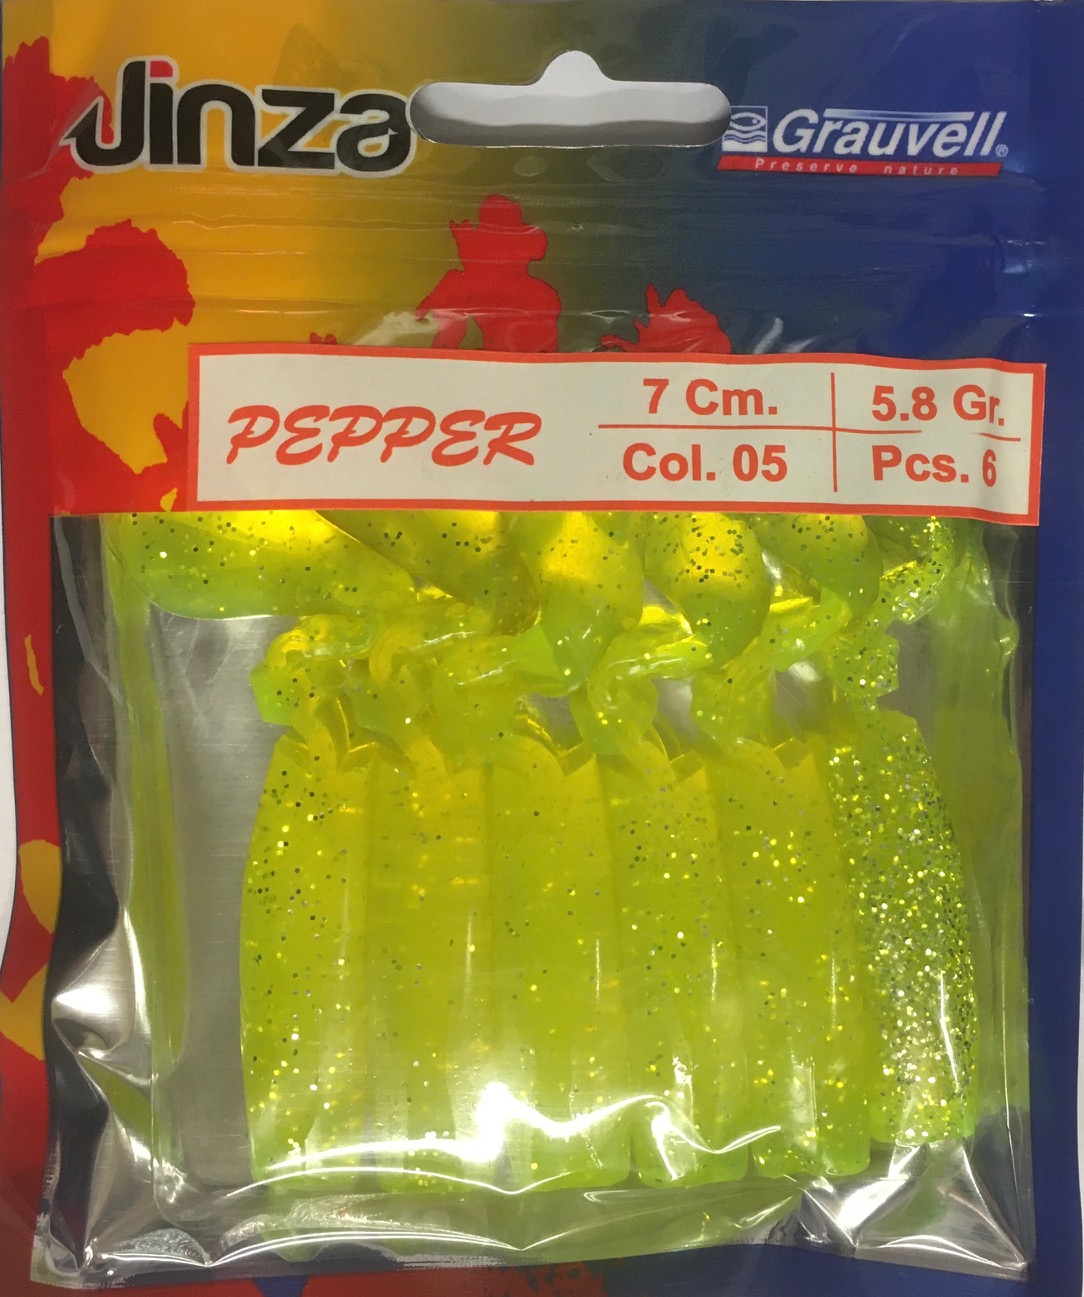 Jinza
Grauvell®
Preserve nature
PEPPER
7 Cm.
5.8 Gr.
Col. 05
Pcs. 6